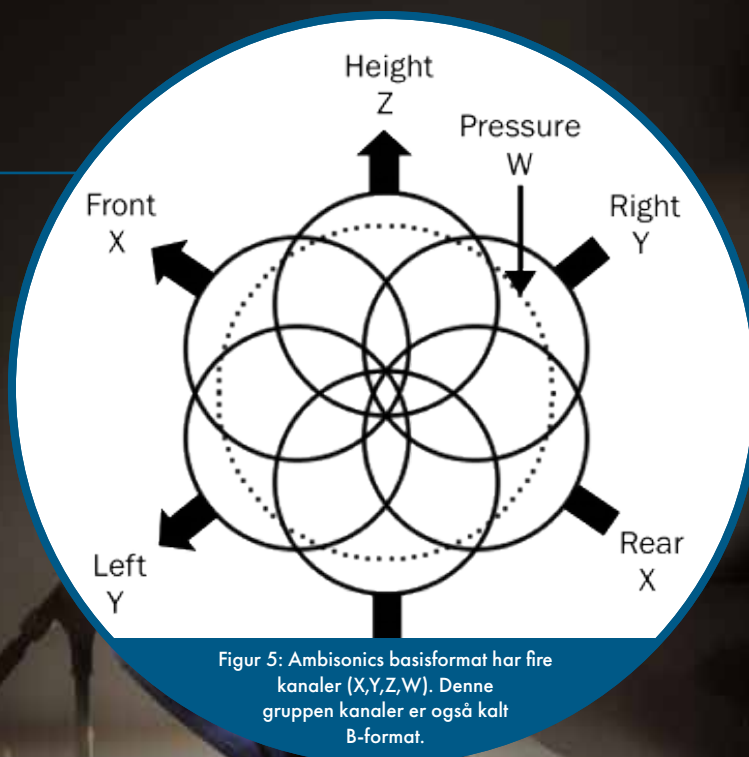 Height
Z
Pressure
W
Front
X
Right
Y
Left
Y
Rear
X
Figur 5: Ambisonics basisformat har fire
kanaler (X,Y,Z,W). Denne
gruppen kanaler er også kalt
B-format.